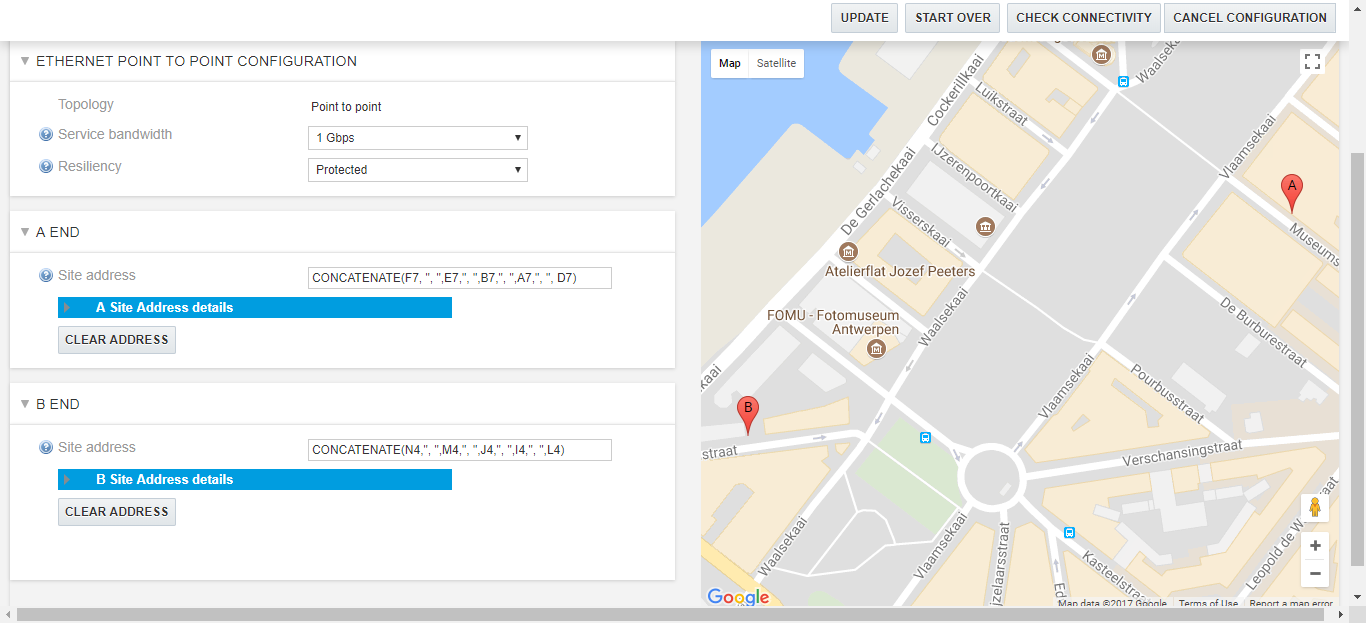 UPDATE
START OVER
CHECK CONNECTIVITY
CANCEL CONFIGURATION
ETHERNET POINT TO POINT CONFIGURATION
Topology
Point to point
Service bandwidth
1 Gbps
Resiliency
Protected
A END
Site address
CONCATENATE(F7, ", ",E7,", ",B7,", ",A7,", ", D7)
A Site Address details
CLEAR ADDRESS
B END
Site address
CONCATENATE(N4,", ",M4,", ",J4,", ",I4,", ",L4)
B Site Address details
CLEAR ADDRESS
Map
Satellite
Cockerillkaai
Luikstraat
Waalsekaai
Vlaamsekaai
IJzerenpoortkaai
De Gerlachekaai
Visserskaai
A
Museums
Atelierflat Jozef Peeters
FOMU - Fotomuseum
Antwerpen
Waalsekaai
De Burburestraat
Vlaamsekaai
Pourbusstraat
kaai
B
straat
Verschansingstraat
Waalsekaai
Vlaamsekaai
jzelaarsstraat
Kasteelstraat
Leopold de W
aat
Ed
Google
Map data ©2017 Google
Terms of Use
Report a map error